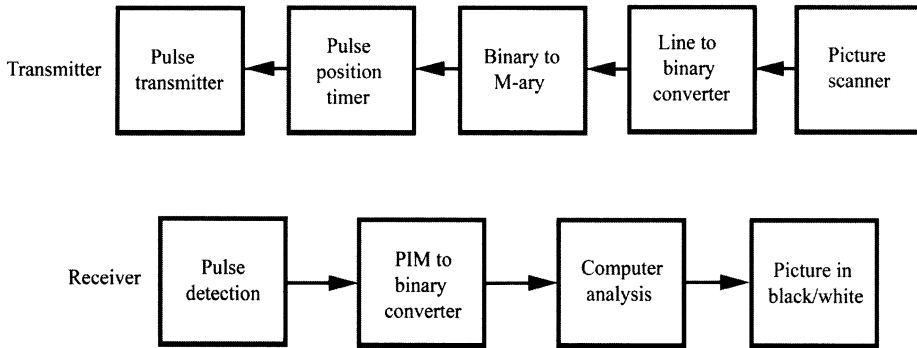 Transmitter
Pulse
transmitter
Pulse
position
timer
Binary to
M-ary
Line to
binary
converter
Picture
scanner
Receiver
Pulse
detection
PIM to
binary
converter
Computer
analysis
Picture in
black/white